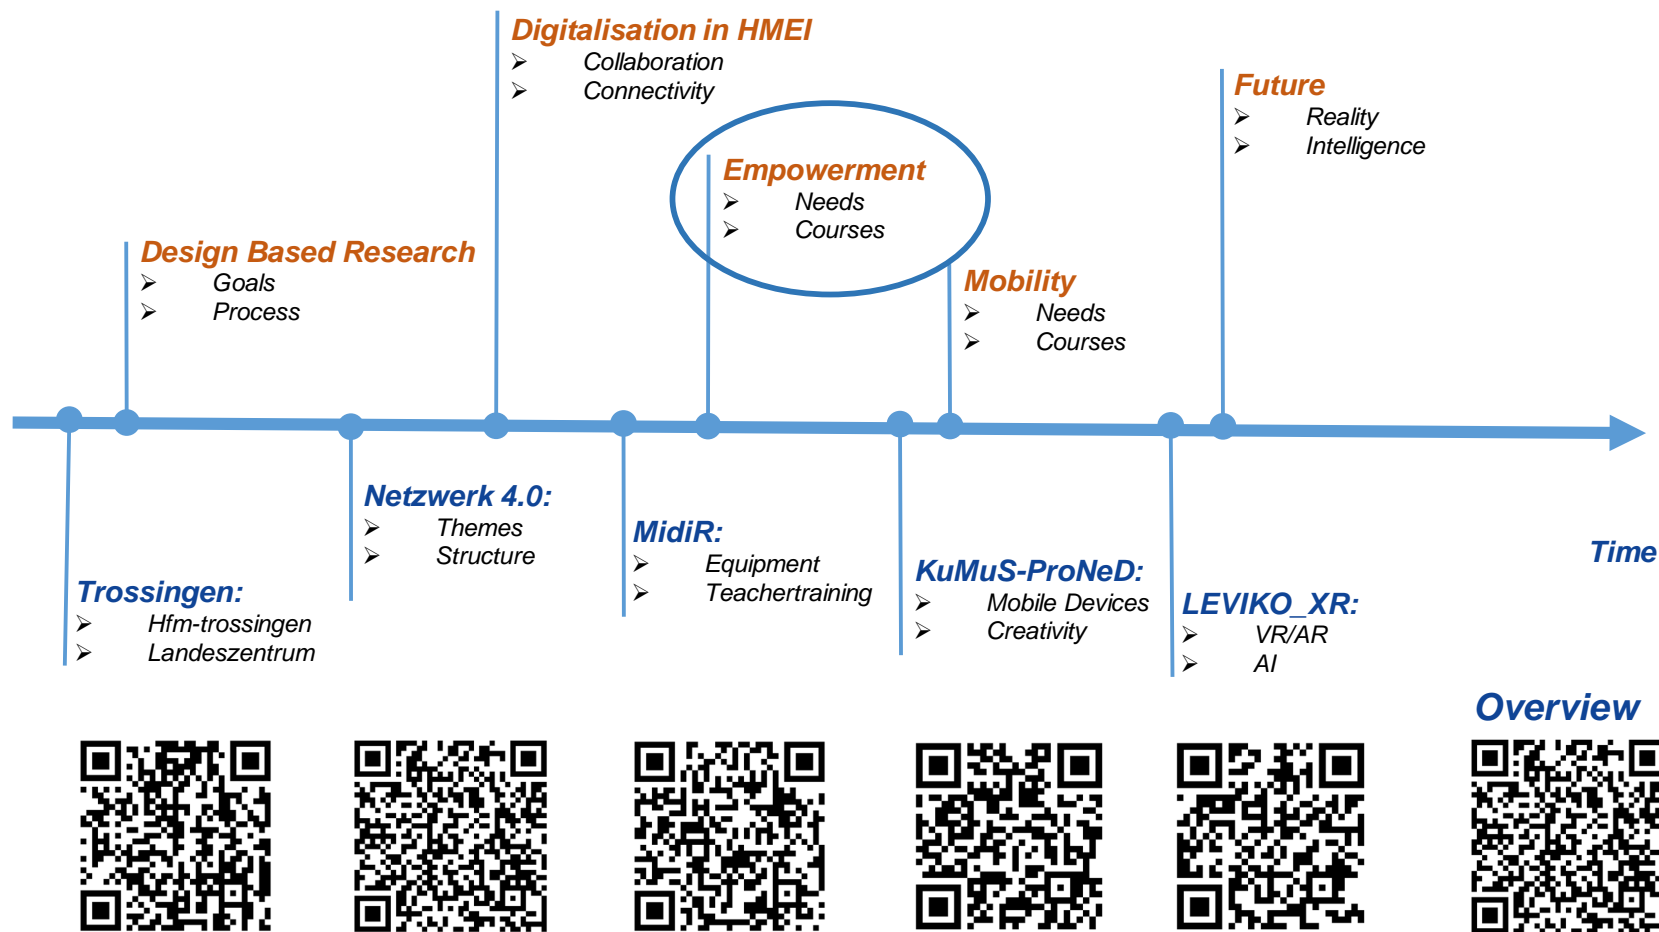 Digitalisation in HMEI
➢ Collaboration
➢ Connectivity
Future
➢ Reality
➢ Intelligence
Empowerment
➢ Needs
➢ Courses
Design Based Research
➢ Goals
➢ Process
Mobility
➢ Needs
➢ Courses
Netzwerk 4.0:
➢ Themes
➢ Structure
MidiR:
➢ Equipment
➢ Teachertraining
Time
KuMuS-ProNeD:
➢ Mobile Devices
➢ Creativity
Trossingen:
➢ Hfm-trossingen
➢ Landeszentrum
LEVIKO_XR:
➢ VR/AR
➢ AI
Overview